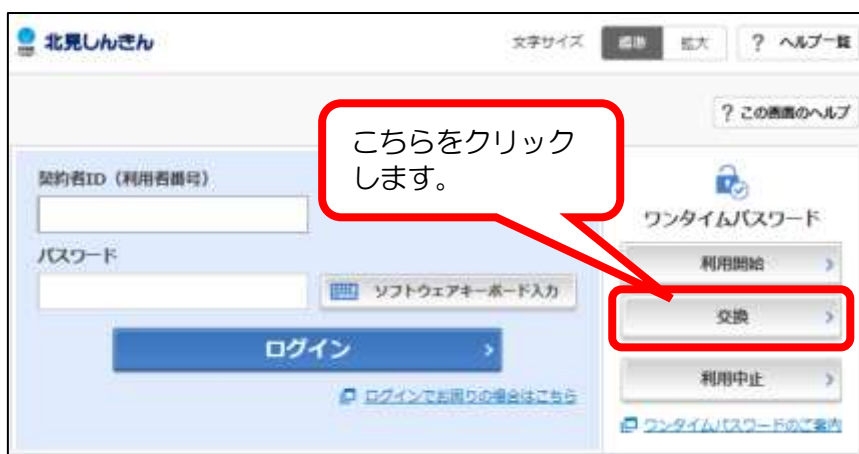 北見しんきん
文字サイズ 標準 拡大 ? ヘルプ一覧
? この画面のヘルプ
こちらをクリック
します。
契約者ID（利用者番号）
パスワード
ソフトウェアキーボード入力
ログイン
ログインでお困りの場合はこちら
ワンタイムパスワード
利用開始
交換
利用中止
ワンタイムパスワードのご案内